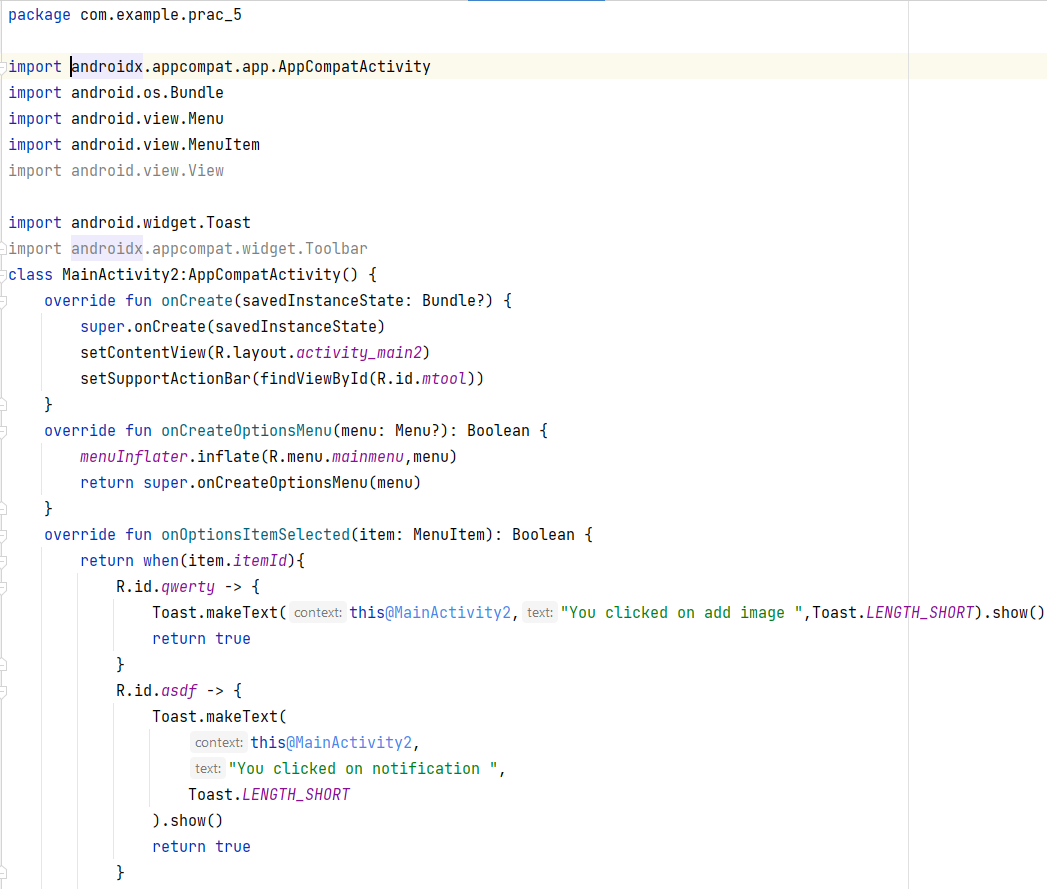 package com.example.prac_5
import androidx.appcompat.app.AppCompatActivity
import android.os.Bundle
import android.view.Menu
import android.view.MenuItem
import android.view.View
import android.widget.Toast
import androidx.appcompat.widget.Toolbar
class MainActivity2:AppCompatActivity() {
    override fun onCreate(savedInstanceState: Bundle?) {
        super.onCreate(savedInstanceState)
        setContentView(R.layout.activity_main2)
        setSupportActionBar(findViewById(R.id.mtool))
    }
    override fun onCreateOptionsMenu(menu: Menu?): Boolean {
        menuInflater.inflate(R.menu.mainmenu,menu)
        return super.onCreateOptionsMenu(menu)
    }
    override fun onOptionsItemSelected(item: MenuItem): Boolean {
        return when(item.itemId){
            R.id.qwerty -> {
                Toast.makeText( context: this@MainActivity2, text: "You clicked on add image ",Toast.LENGTH_SHORT).show()
                return true
            }
            R.id.asdf -> {
                Toast.makeText(
                    context: this@MainActivity2,
                    text: "You clicked on notification ",
                    Toast.LENGTH_SHORT
                ).show()
                return true
            }